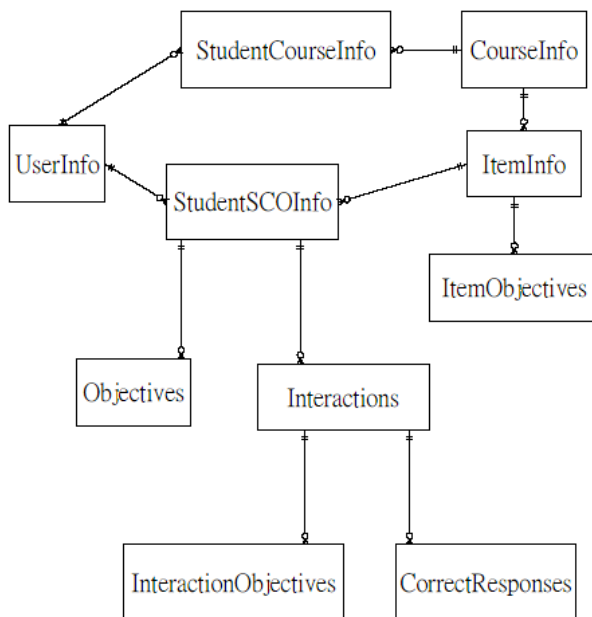 StudentCourseInfo
CourseInfo
UserInfo
ItemInfo
StudentSCOInfo
ItemObjectives
Objectives
Interactions
InteractionObjectives
CorrectResponses